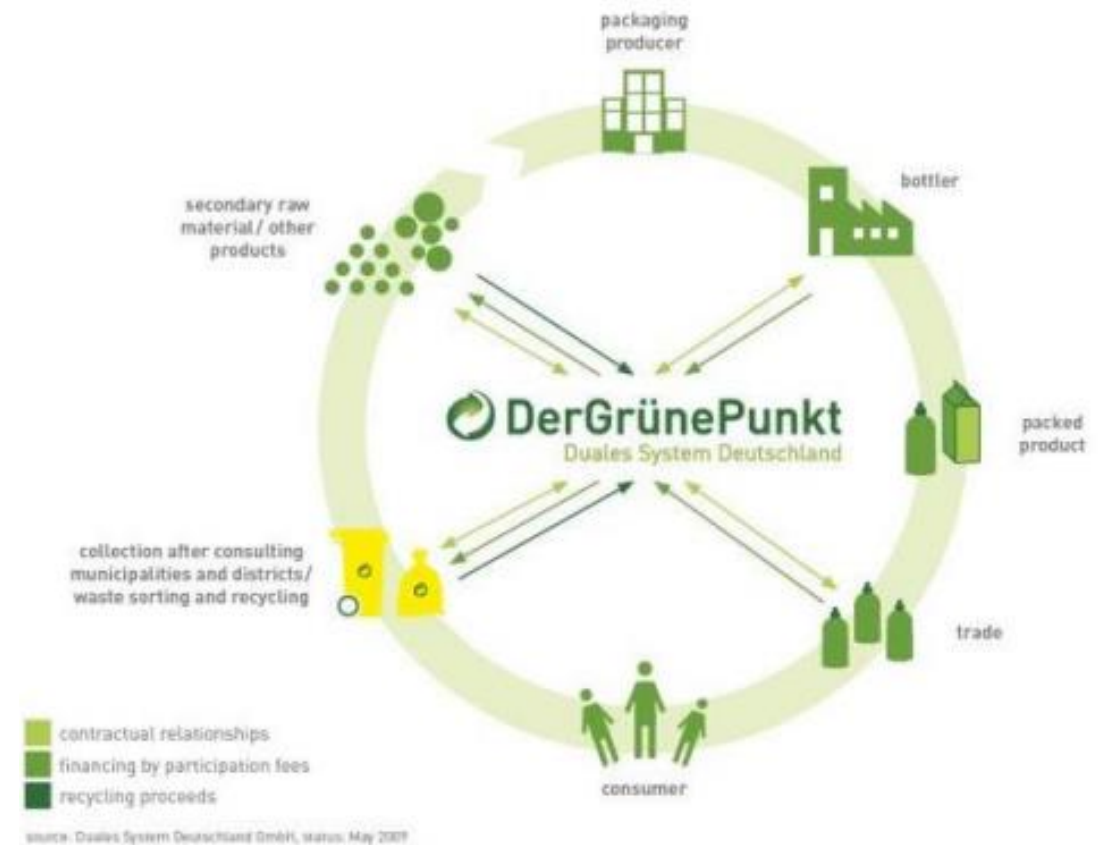 packaging
producer
bottler
secondary raw
material/ other
products
DerGrünePunkt
Duales System Deutschland
packed
product
collection after consulting
municipalities and districts/
waste sorting and recycling
trade
contractual relationships
financing by participation fees
recycling proceeds
consumer
source: Duales System Deutschland GmbH, status: May 2009